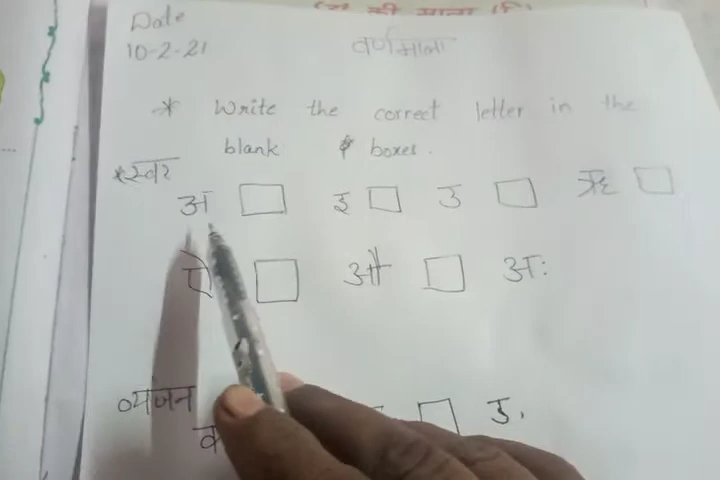 की माला
Date
10-2-21
वर्णमाला
* Write the correct letter in the
blank boxes.
*स्वर
अ इ उ ऋ
ऐ औ अः
व्यंजन
क ङ